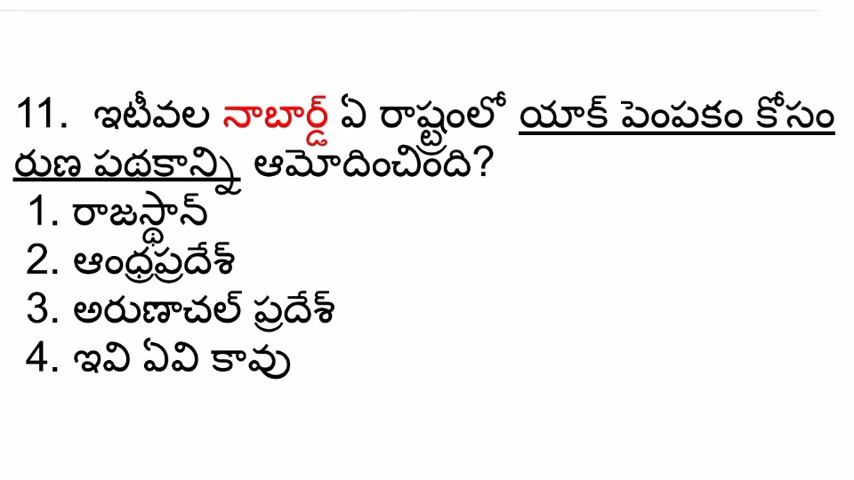 11. ఇటీవల నాబార్డ్ ఏ రాష్ట్రంలో యాక్ పెంపకం కోసం
రుణ పథకాన్ని ఆమోదించింది?
1. రాజస్థాన్
2. ఆంధ్రప్రదేశ్
3. అరుణాచల్ ప్రదేశ్
4. ఇవి ఏవి కావు